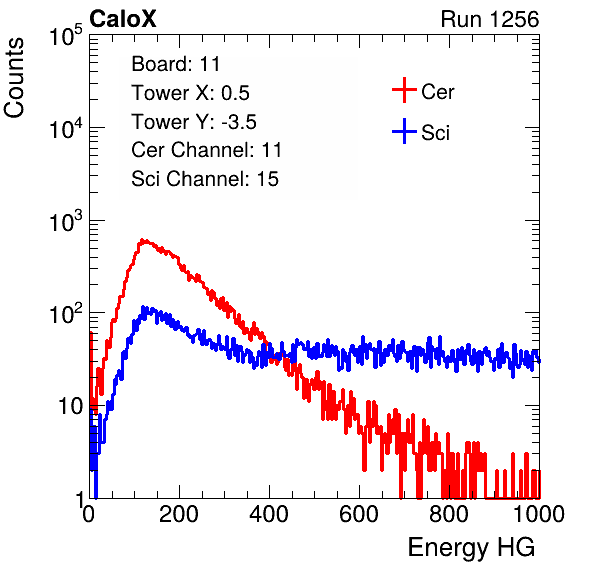 CaloX Run 1256
Counts
Board: 11
Tower X: 0.5
Tower Y: -3.5
Cer Channel: 11
Sci Channel: 15
Cer
Sci
10^5
10^4
10^3
10^2
10
1
0 200 400 600 800 1000
Energy HG